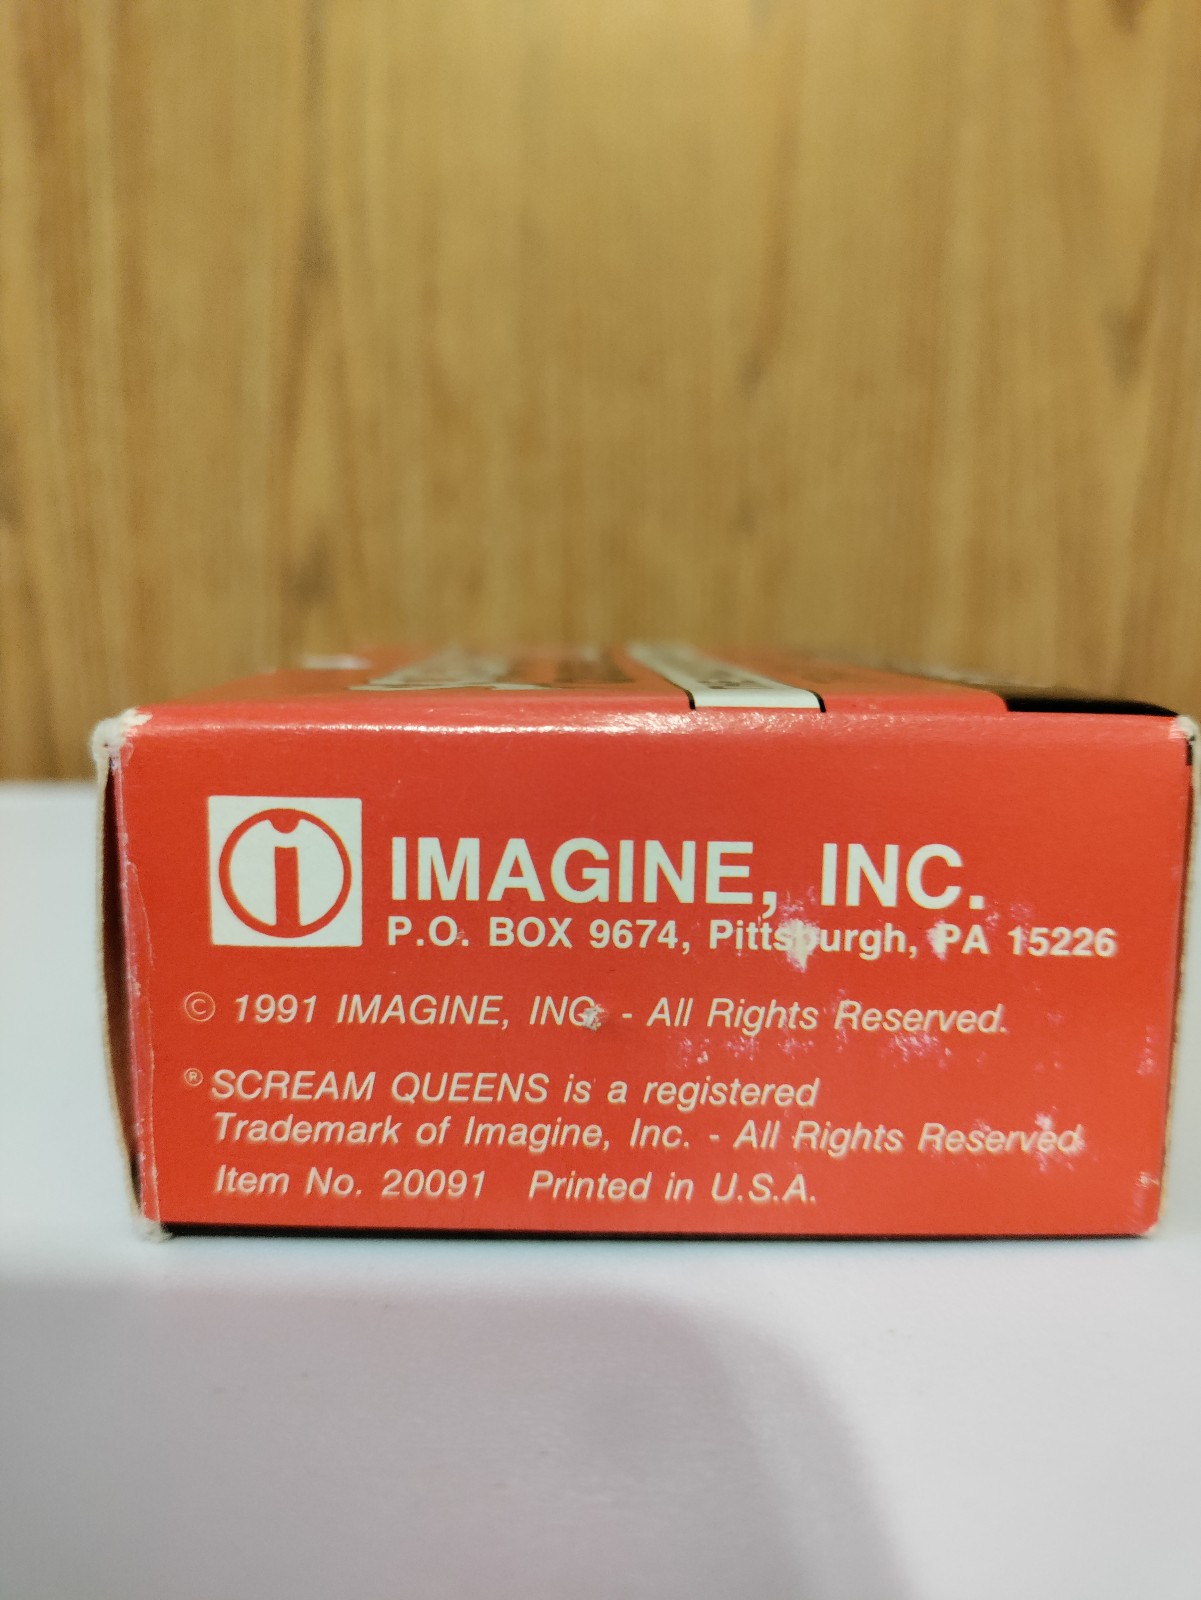 i
IMAGINE, INC.
P.O. BOX 9674, Pittsburgh, PA 15226
© 1991 IMAGINE, INC. - All Rights Reserved.
® SCREAM QUEENS is a registered
Trademark of Imagine, Inc. - All Rights Reserved
Item No. 20091 Printed in U.S.A.